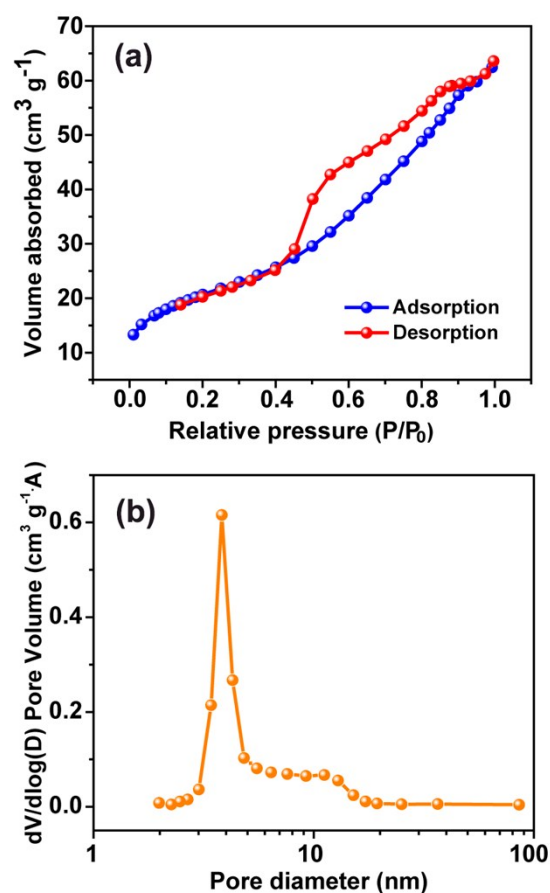 (a)
Volume absorbed (cm³ g⁻¹)
70
60
50
40
30
20
10
Adsorption
Desorption
0.0 0.2 0.4 0.6 0.8 1.0
Relative pressure (P/P₀)
(b)
dV/dlog(D) Pore Volume (cm³ g⁻¹·A)
0.6
0.4
0.2
0.0
1 10 100
Pore diameter (nm)